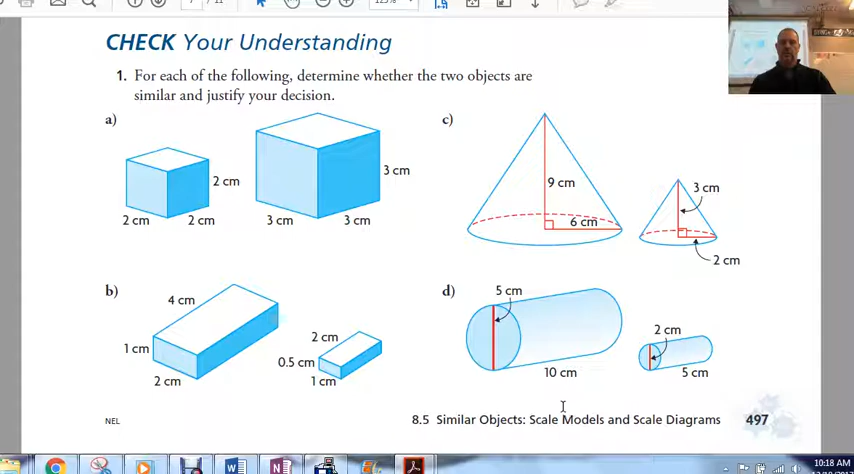 CHECK Your Understanding
1. For each of the following, determine whether the two objects are
similar and justify your decision.
a)
2 cm
2 cm
2 cm
3 cm
3 cm
3 cm
c)
9 cm
6 cm
3 cm
2 cm
b)
4 cm
1 cm
2 cm
2 cm
0.5 cm
1 cm
d)
5 cm
10 cm
2 cm
5 cm
NEL
8.5 Similar Objects: Scale Models and Scale Diagrams
497
10:18 AM